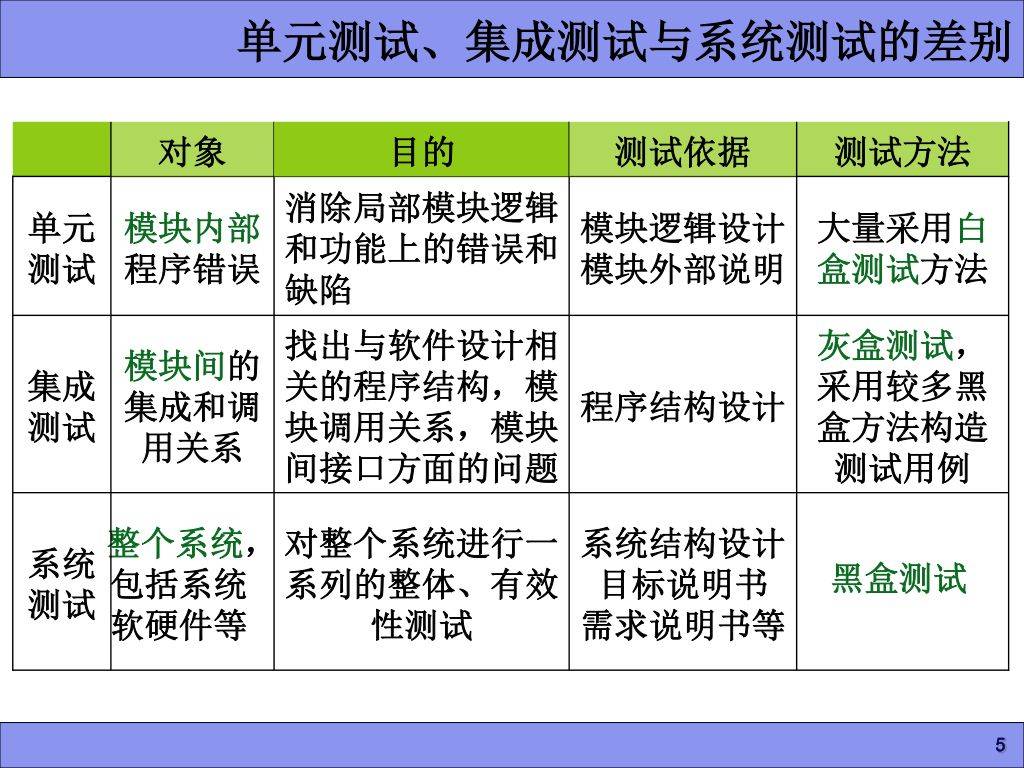 单元测试、集成测试与系统测试的差别
对象
目的
测试依据
测试方法
单元
测试
模块内部
程序错误
消除局部模块逻辑
和功能上的错误和
缺陷
模块逻辑设计
模块外部说明
大量采用白
盒测试方法
集成
测试
模块间的
集成和调
用关系
找出与软件设计相
关的程序结构，模
块调用关系，模块
间接口方面的问题
程序结构设计
灰盒测试，
采用较多黑
盒方法构造
测试用例
系统
测试
整个系统，
包括系统
软硬件等
对整个系统进行一
系列的整体、有效
性测试
系统结构设计
目标说明书
需求说明书等
黑盒测试
5